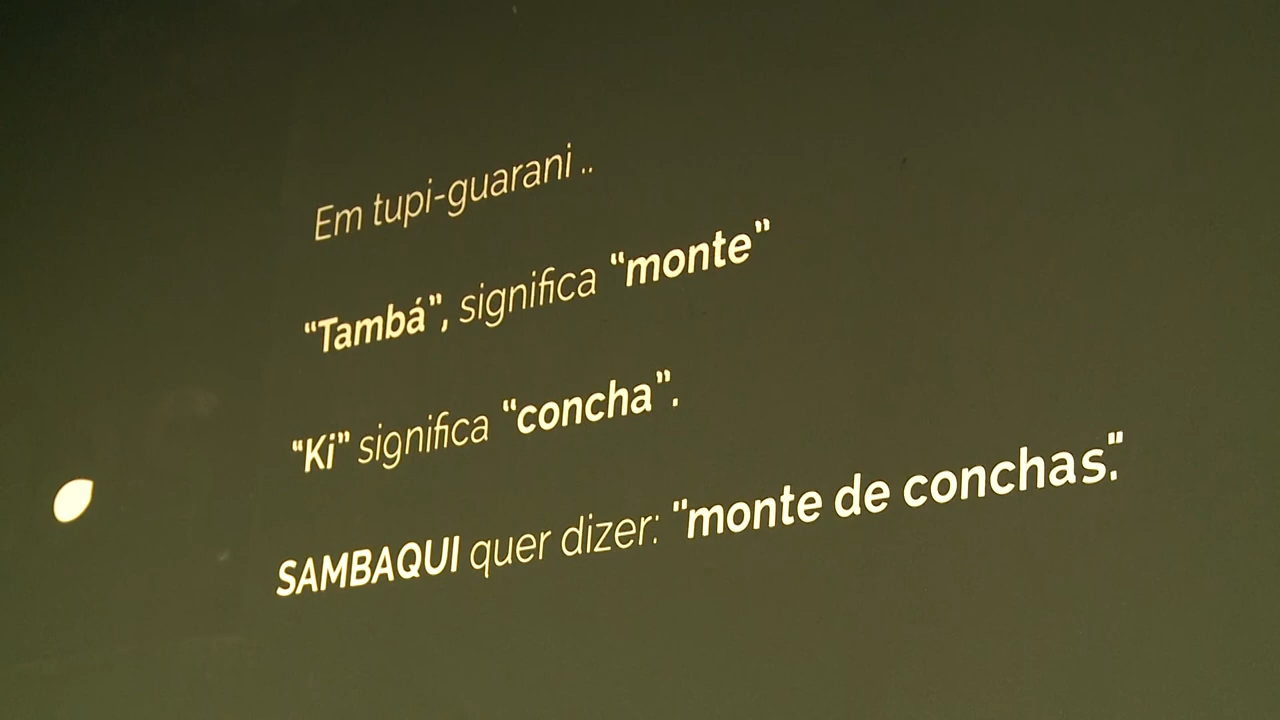 Em tupi-guarani ..
“Tambá”, significa “monte”
“Ki” significa “concha”.
SAMBAQUI quer dizer: "monte de conchas."